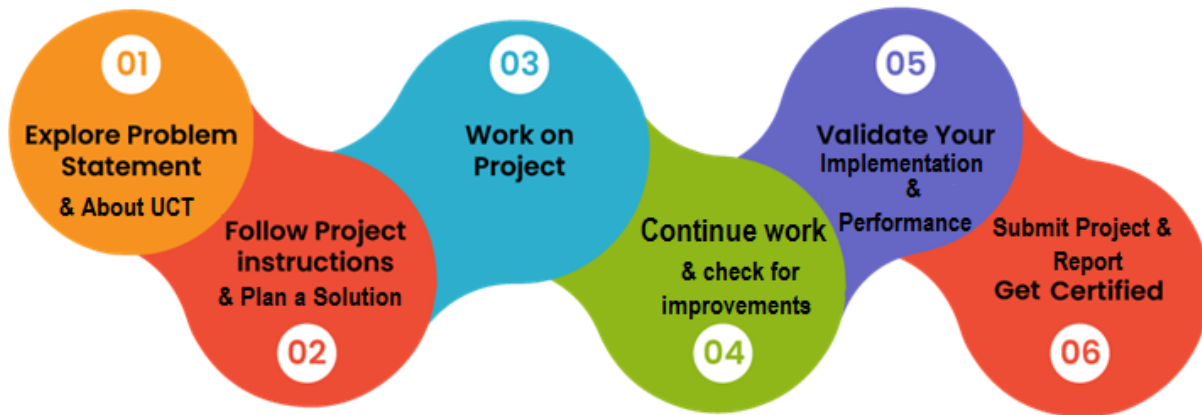 01
Explore Problem
Statement
& About UCT
Follow Project
instructions
& Plan a Solution
02
03
Work on
Project
Continue work
& check for
improvements
04
05
Validate Your
Implementation
&
Performance
Submit Project &
Report
Get Certified
06